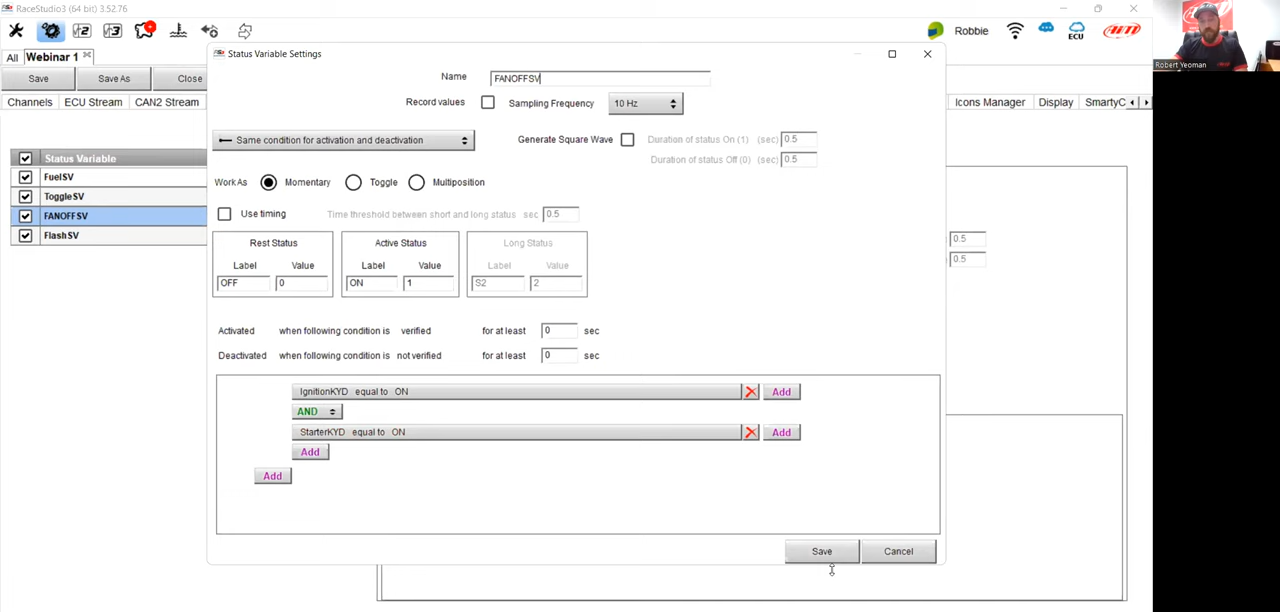 RaceStudio3 (64 bit) 3.52.76
Robbie
ECU
All Webinar 1
Save Save As Close
Channels ECU Stream CAN2 Stream
Icons Manager Display SmartyC
Robert Yeoman
Status Variable
FuelSV
ToggleSV
FANOFFSV
FlashSV
Status Variable Settings
Name FANOFFSV
Record values Sampling Frequency 10 Hz
Same condition for activation and deactivation Generate Square Wave Duration of status On (1) (sec) 0.5
Duration of status Off (0) (sec) 0.5
Work As Momentary Toggle Multiposition
Use timing Time threshold between short and long status sec 0.5
Rest Status Active Status Long Status
Label Value Label Value Label Value
OFF 0 ON 1 S2 2
Activated when following condition is verified for at least 0 sec
Deactivated when following condition is not verified for at least 0 sec
IgnitionKYD equal to ON Add
AND
StarterKYD equal to ON Add
Add
Add
Save Cancel
0.5
0.5